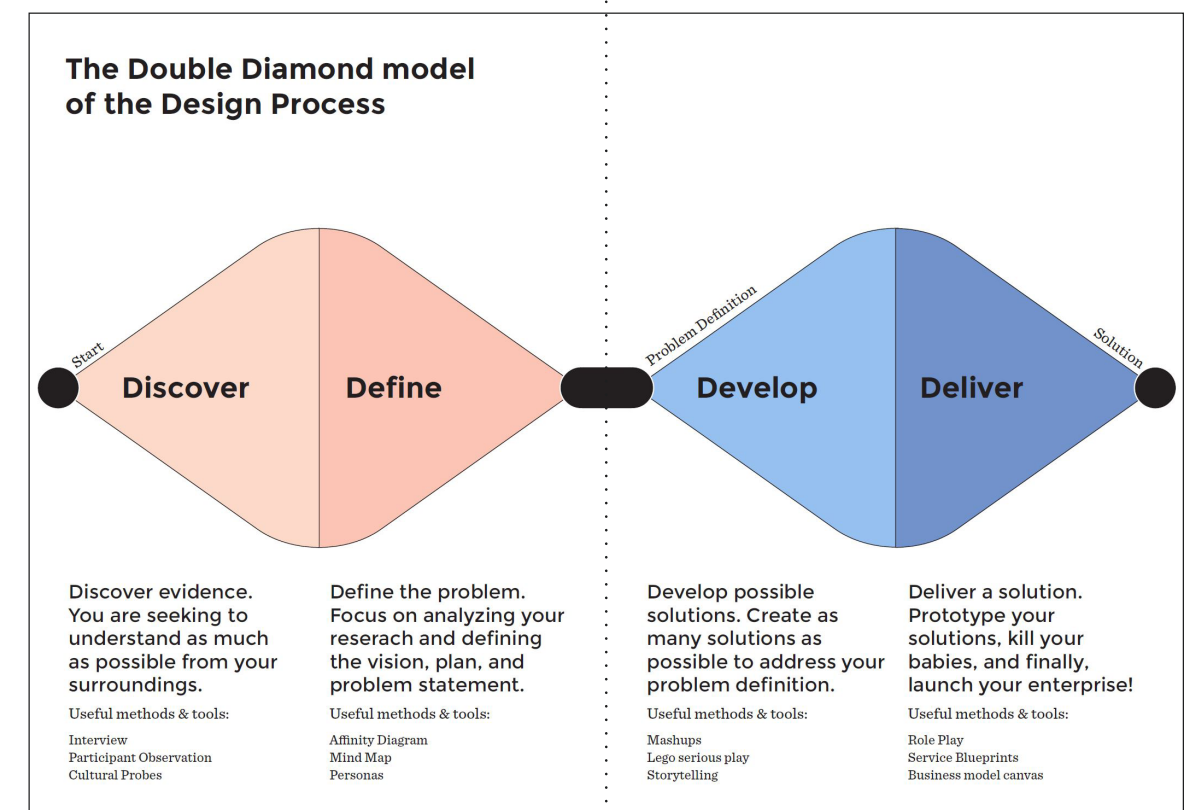 The Double Diamond model
of the Design Process
Start
Discover
Define
Problem Definition
Develop
Deliver
Solution
Discover evidence.
You are seeking to
understand as much
as possible from your
surroundings.
Useful methods & tools:
Interview
Participant Observation
Cultural Probes
Define the problem.
Focus on analyzing your
reserach and defining
the vision, plan, and
problem statement.
Useful methods & tools:
Affinity Diagram
Mind Map
Personas
Develop possible
solutions. Create as
many solutions as
possible to address your
problem definition.
Useful methods & tools:
Mashups
Lego serious play
Storytelling
Deliver a solution.
Prototype your
solutions, kill your
babies, and finally,
launch your enterprise!
Useful methods & tools:
Role Play
Service Blueprints
Business model canvas